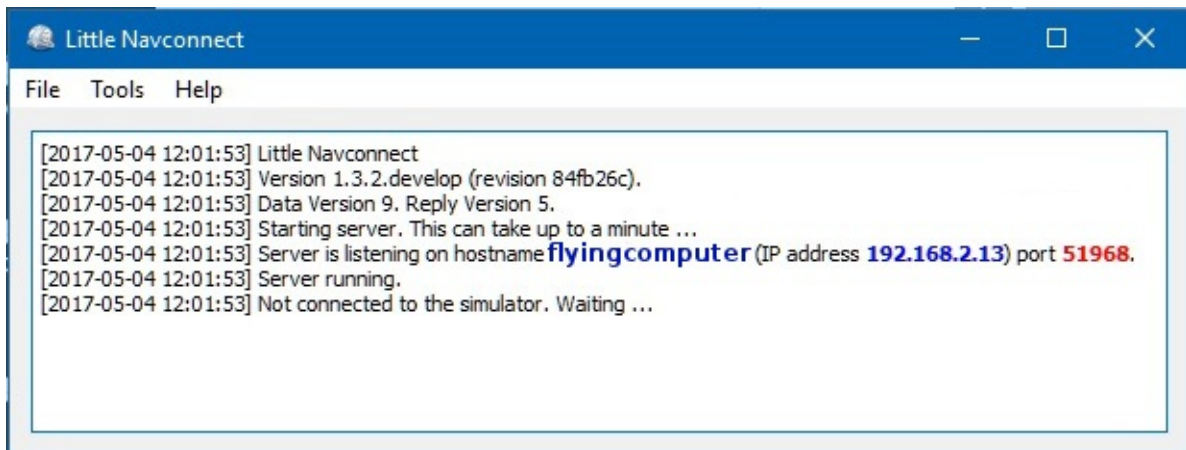 Little Navconnect
File Tools Help
[2017-05-04 12:01:53] Little Navconnect
[2017-05-04 12:01:53] Version 1.3.2.develop (revision 84fb26c).
[2017-05-04 12:01:53] Data Version 9. Reply Version 5.
[2017-05-04 12:01:53] Starting server. This can take up to a minute ...
[2017-05-04 12:01:53] Server is listening on hostname flyingcomputer (IP address 192.168.2.13) port 51968.
[2017-05-04 12:01:53] Server running.
[2017-05-04 12:01:53] Not connected to the simulator. Waiting ...